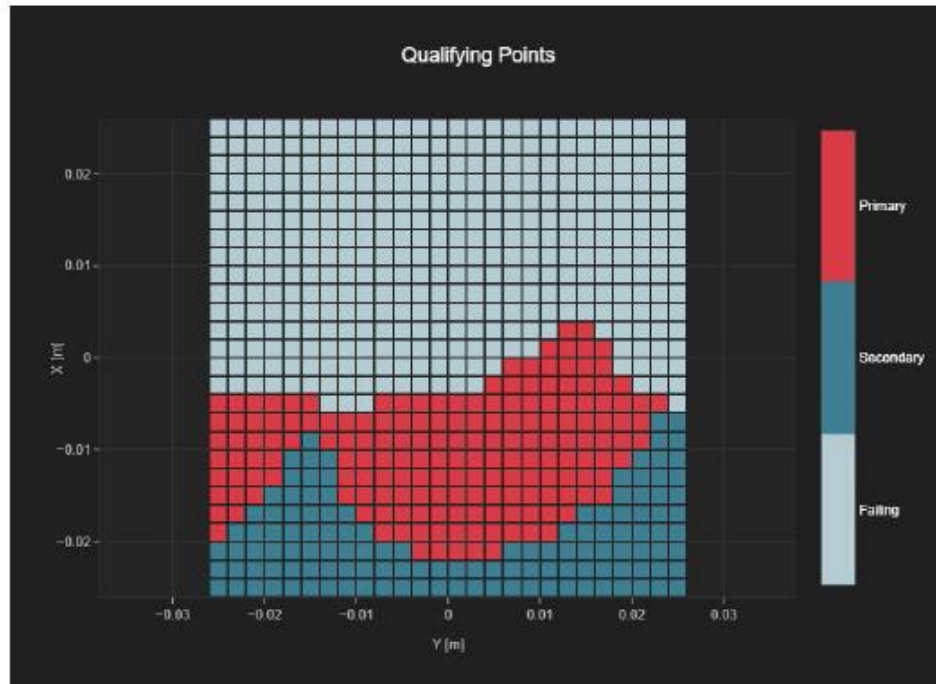 Qualifying Points
0.02
0.01
0
−0.01
−0.02
X [m]
−0.03
−0.02
−0.01
0
0.01
0.02
0.03
Y [m]
Primary
Secondary
Failing